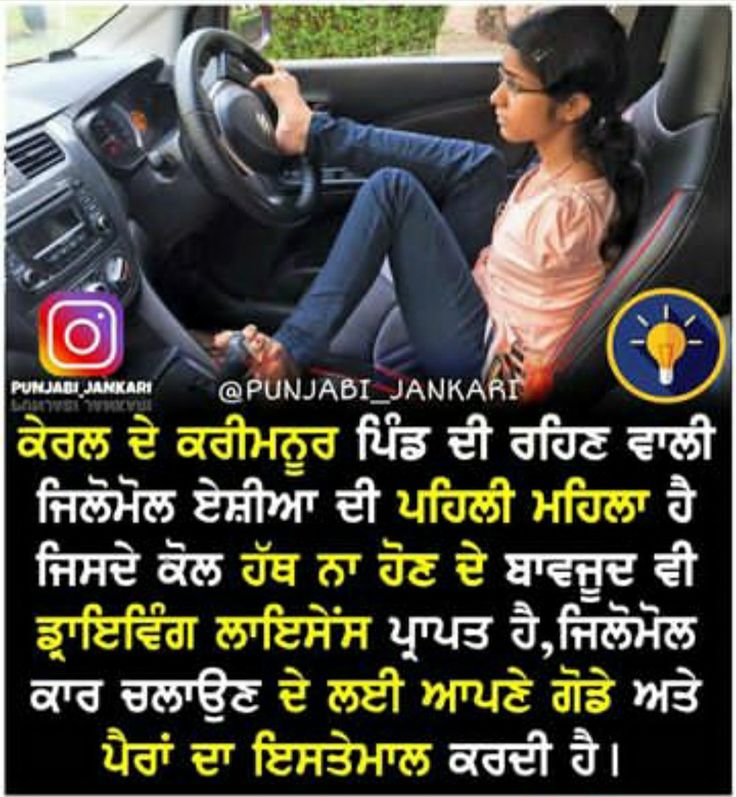 PUNJABI_JANKARI
@PUNJABI_JANKARI
ਕੇਰਲ ਦੇ ਕਰੀਮਨੂਰ ਪਿੰਡ ਦੀ ਰਹਿਣ ਵਾਲੀ
ਜਿਲੋਮੋਲ ਏਸ਼ੀਆ ਦੀ ਪਹਿਲੀ ਮਹਿਲਾ ਹੈ
ਜਿਸਦੇ ਕੋਲ ਹੱਥ ਨਾ ਹੋਣ ਦੇ ਬਾਵਜੂਦ ਵੀ
ਡ੍ਰਾਇਵਿੰਗ ਲਾਇਸੇਂਸ ਪ੍ਰਾਪਤ ਹੈ,ਜਿਲੋਮੋਲ
ਕਾਰ ਚਲਾਉਣ ਦੇ ਲਈ ਆਪਣੇ ਗੋਡੇ ਅਤੇ
ਪੈਰਾਂ ਦਾ ਇਸਤੇਮਾਲ ਕਰਦੀ ਹੈ।